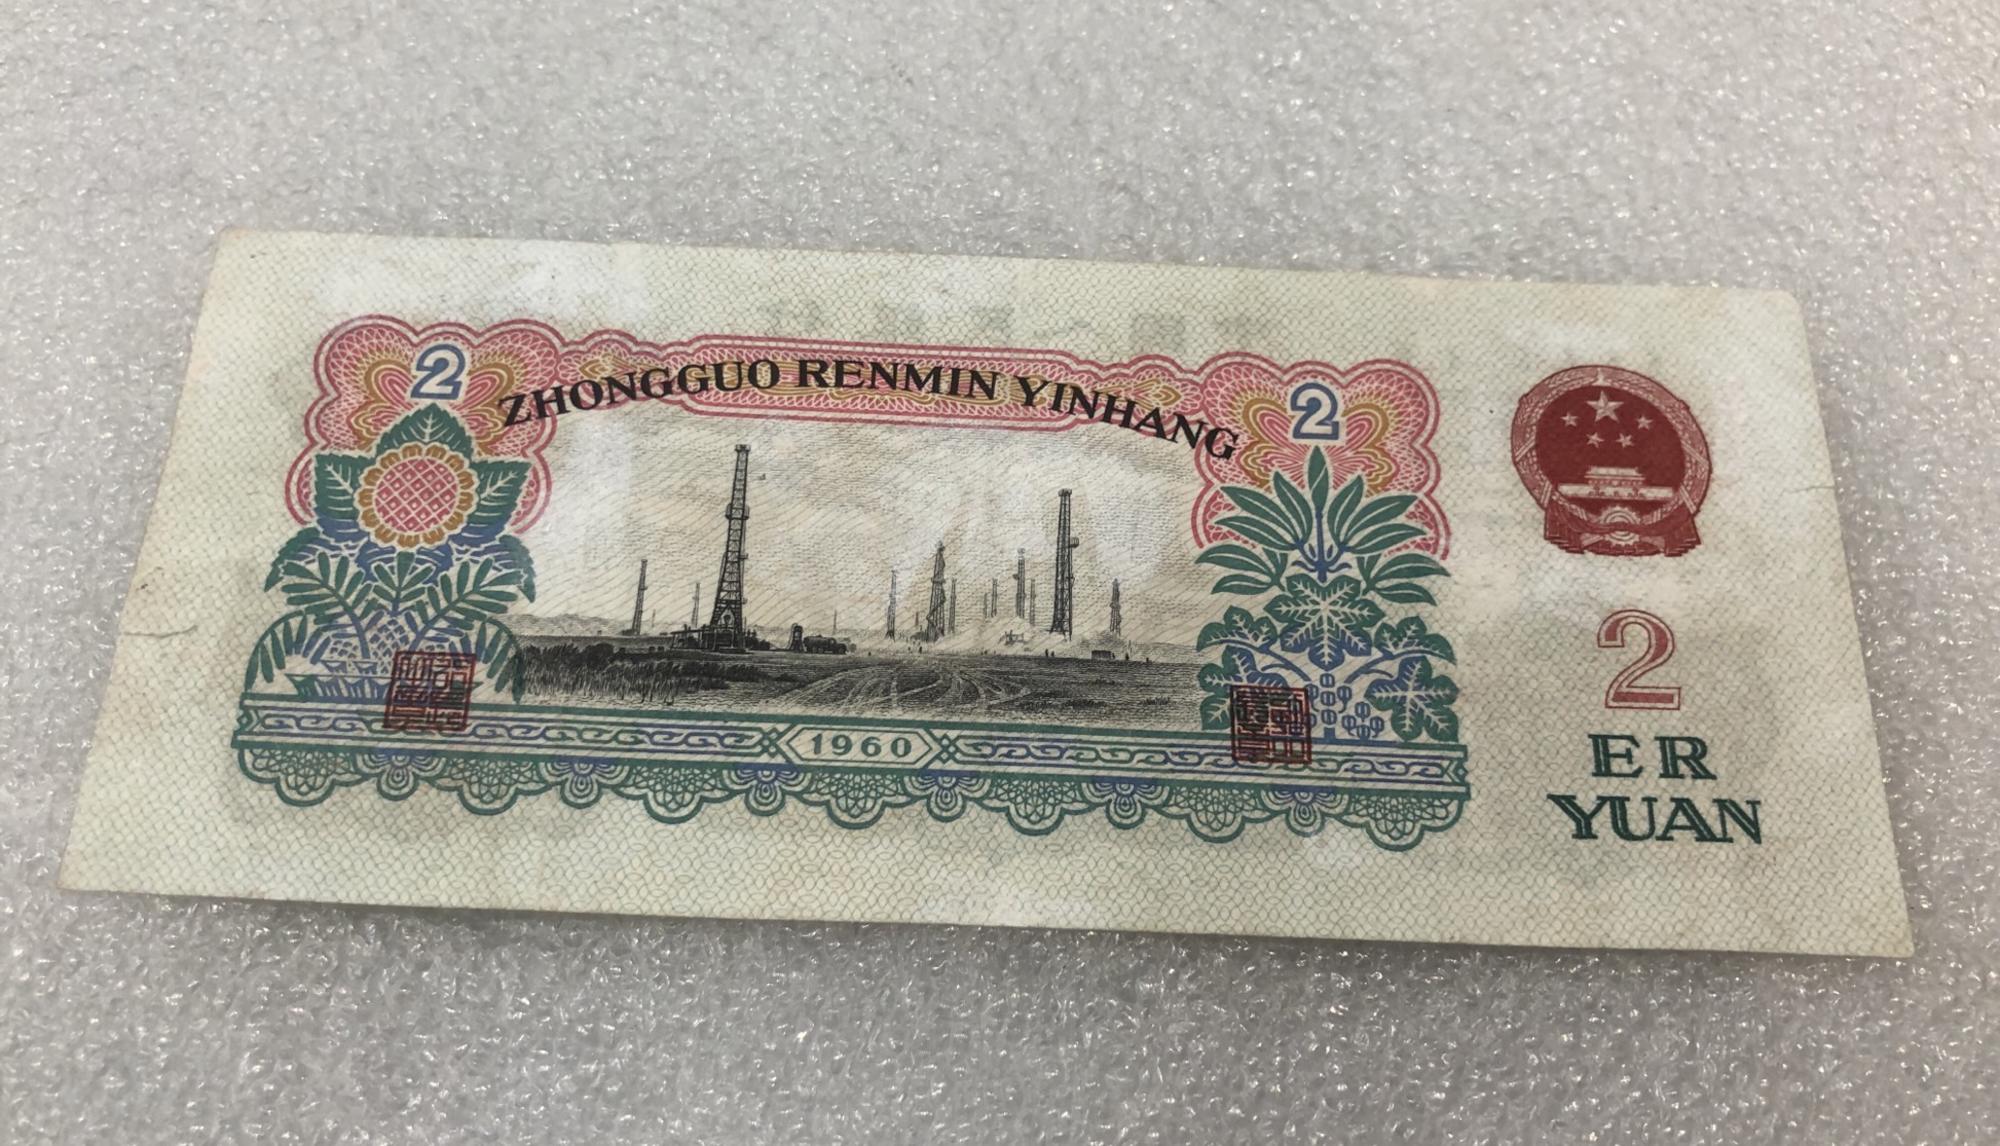 2
ZHONGGUO RENMIN YINHANG
2
1960
2
ER
YUAN